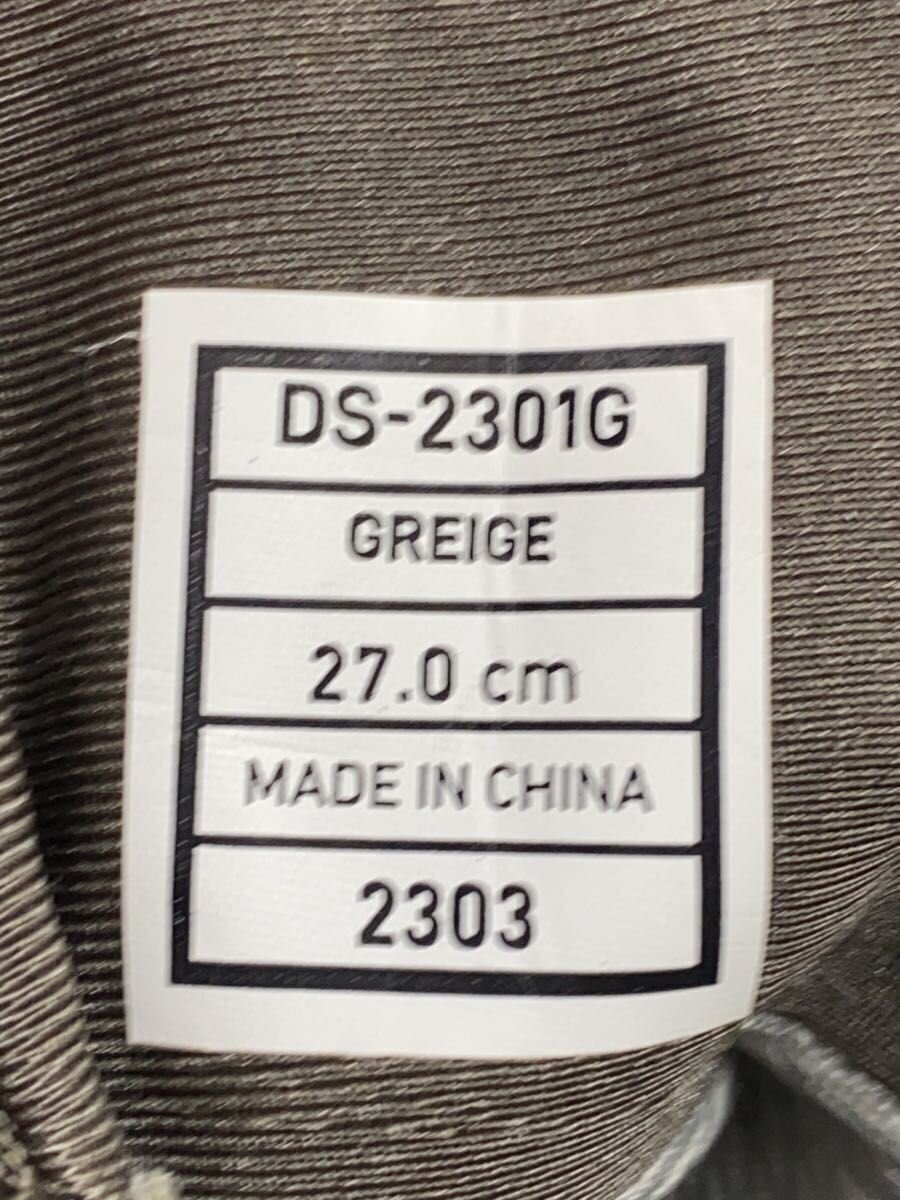 DS-2301G
GREIGE
27.0 cm
MADE IN CHINA
2303